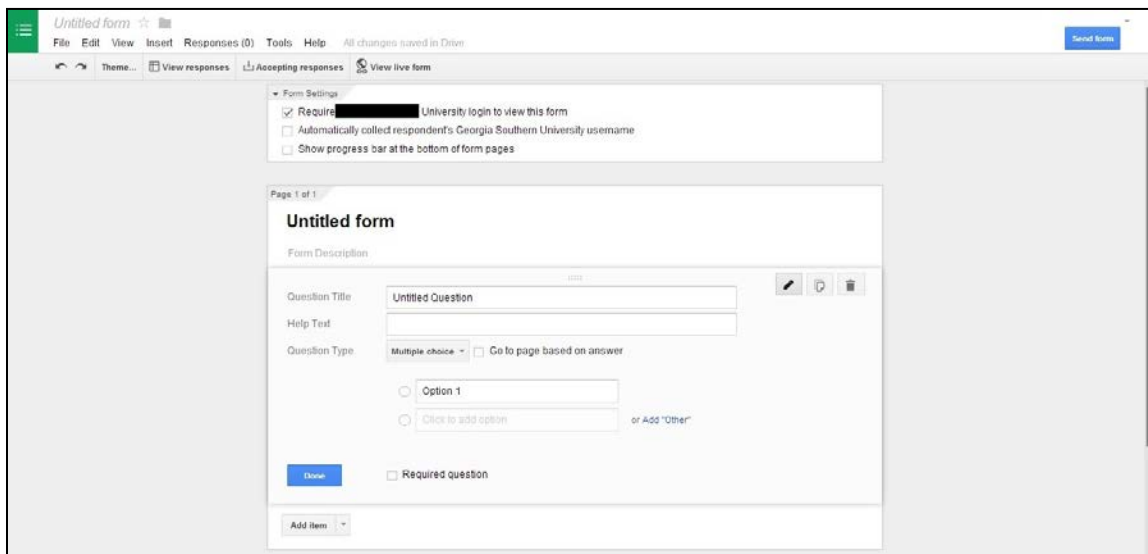 Untitled form
File Edit View Insert Responses (0) Tools Help All changes saved in Drive
Send form
Theme... View responses Accepting responses View live form
Form Settings
Require University login to view this form
Automatically collect respondent's Georgia Southern University username
Show progress bar at the bottom of form pages
Page 1 of 1
Untitled form
Form Description
Question Title Untitled Question
Help Text
Question Type Multiple choice Go to page based on answer
Option 1
Click to add option or Add "Other"
Done Required question
Add item